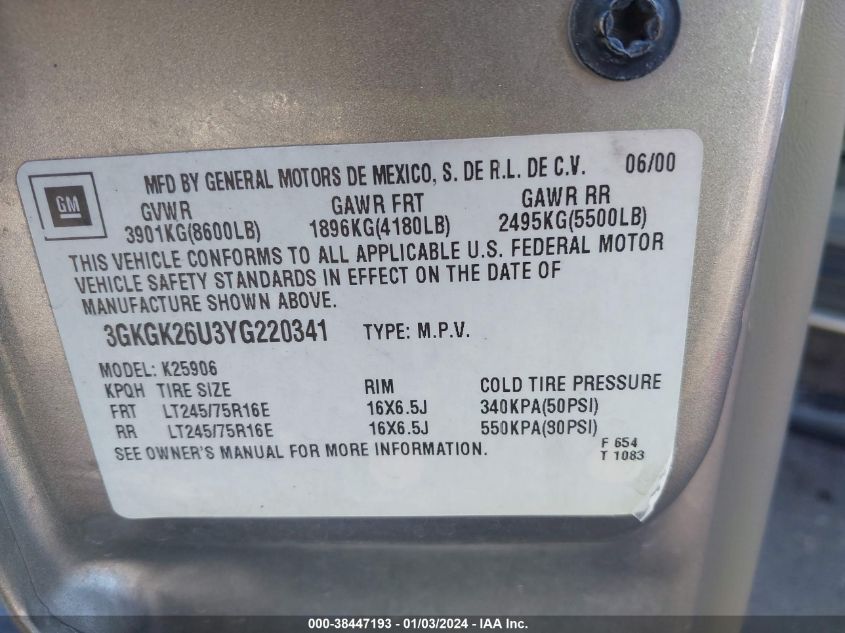 MFD BY GENERAL MOTORS DE MEXICO, S. DE R.L. DE C.V. 06/00
GM
GVWR GAWR FRT GAWR RR
3901KG(8600LB) 1896KG(4180LB) 2495KG(5500LB)
THIS VEHICLE CONFORMS TO ALL APPLICABLE U.S. FEDERAL MOTOR
VEHICLE SAFETY STANDARDS IN EFFECT ON THE DATE OF
MANUFACTURE SHOWN ABOVE.
3GKGK26U3YG220341 TYPE: M.P.V.
MODEL: K25906
KPQH TIRE SIZE RIM COLD TIRE PRESSURE
FRT LT245/75R16E 16X6.5J 340KPA(50PSI)
RR LT245/75R16E 16X6.5J 550KPA(80PSI)
SEE OWNER'S MANUAL FOR MORE INFORMATION.
F 654
T 1083
000-38447193 - 01/03/2024 - IAA Inc.